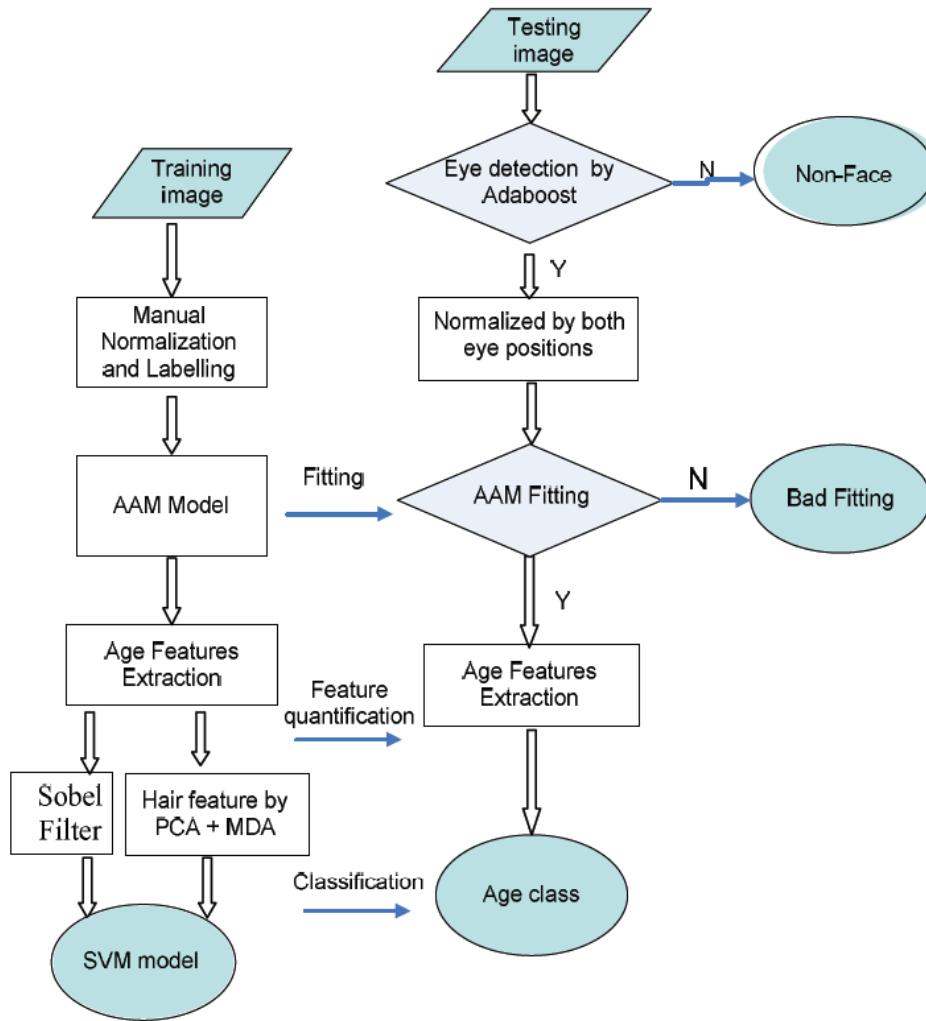 Testing
image
Training
image
Eye detection by
Adaboost
N
Non-Face
Y
Manual
Normalization
and Labelling
Normalized by both
eye positions
AAM Model
Fitting
AAM Fitting
N
Bad Fitting
Y
Age Features
Extraction
Feature
quantification
Age Features
Extraction
Sobel
Filter
Hair feature by
PCA + MDA
Classification
Age class
SVM model